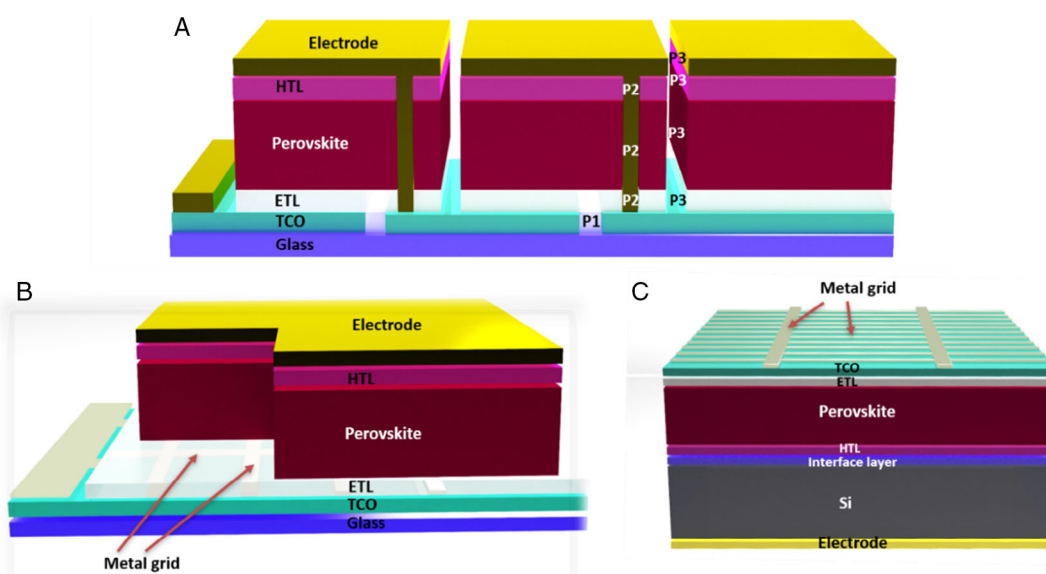 A
Electrode
P3
HTL
P2
P3
Perovskite
P2
P3
ETL
P2
P3
TCO
P1
Glass
B
Electrode
HTL
Perovskite
ETL
TCO
Glass
Metal grid
C
Metal grid
TCO
ETL
Perovskite
HTL
Interface layer
Si
Electrode